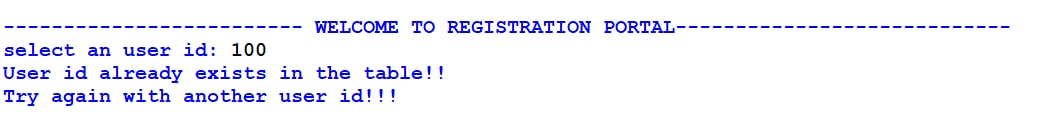 ------------------------- WELCOME TO REGISTRATION PORTAL----------------------------
select an user id: 100
User id already exists in the table!!
Try again with another user id!!!